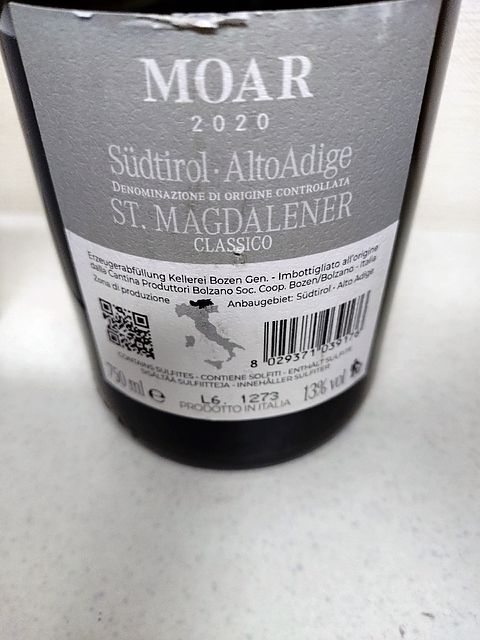 MOAR
2020
Südtirol · AltoAdige
DENOMINAZIONE DI ORIGINE CONTROLLATA
ST. MAGDALENER
CLASSICO
Erzeugerabfüllung Kellerei Bozen Gen. - Imbottigliato all'origine
dalla Cantina Produttori Bolzano Soc. Coop. Bozen/Bolzano - Italia
Zona di produzione Anbaugebiet: Südtirol - Alto Adige
8 029371 0391
CONTAINS SULFITES - CONTIENE SOLFITI - ENTHÄLT SULFITE
SISÄLTÄÄ SULFIITTEJA - INNEHÅLLER SULFITER
750 ml e L6. 1273 13% vol
PRODOTTO IN ITALIA